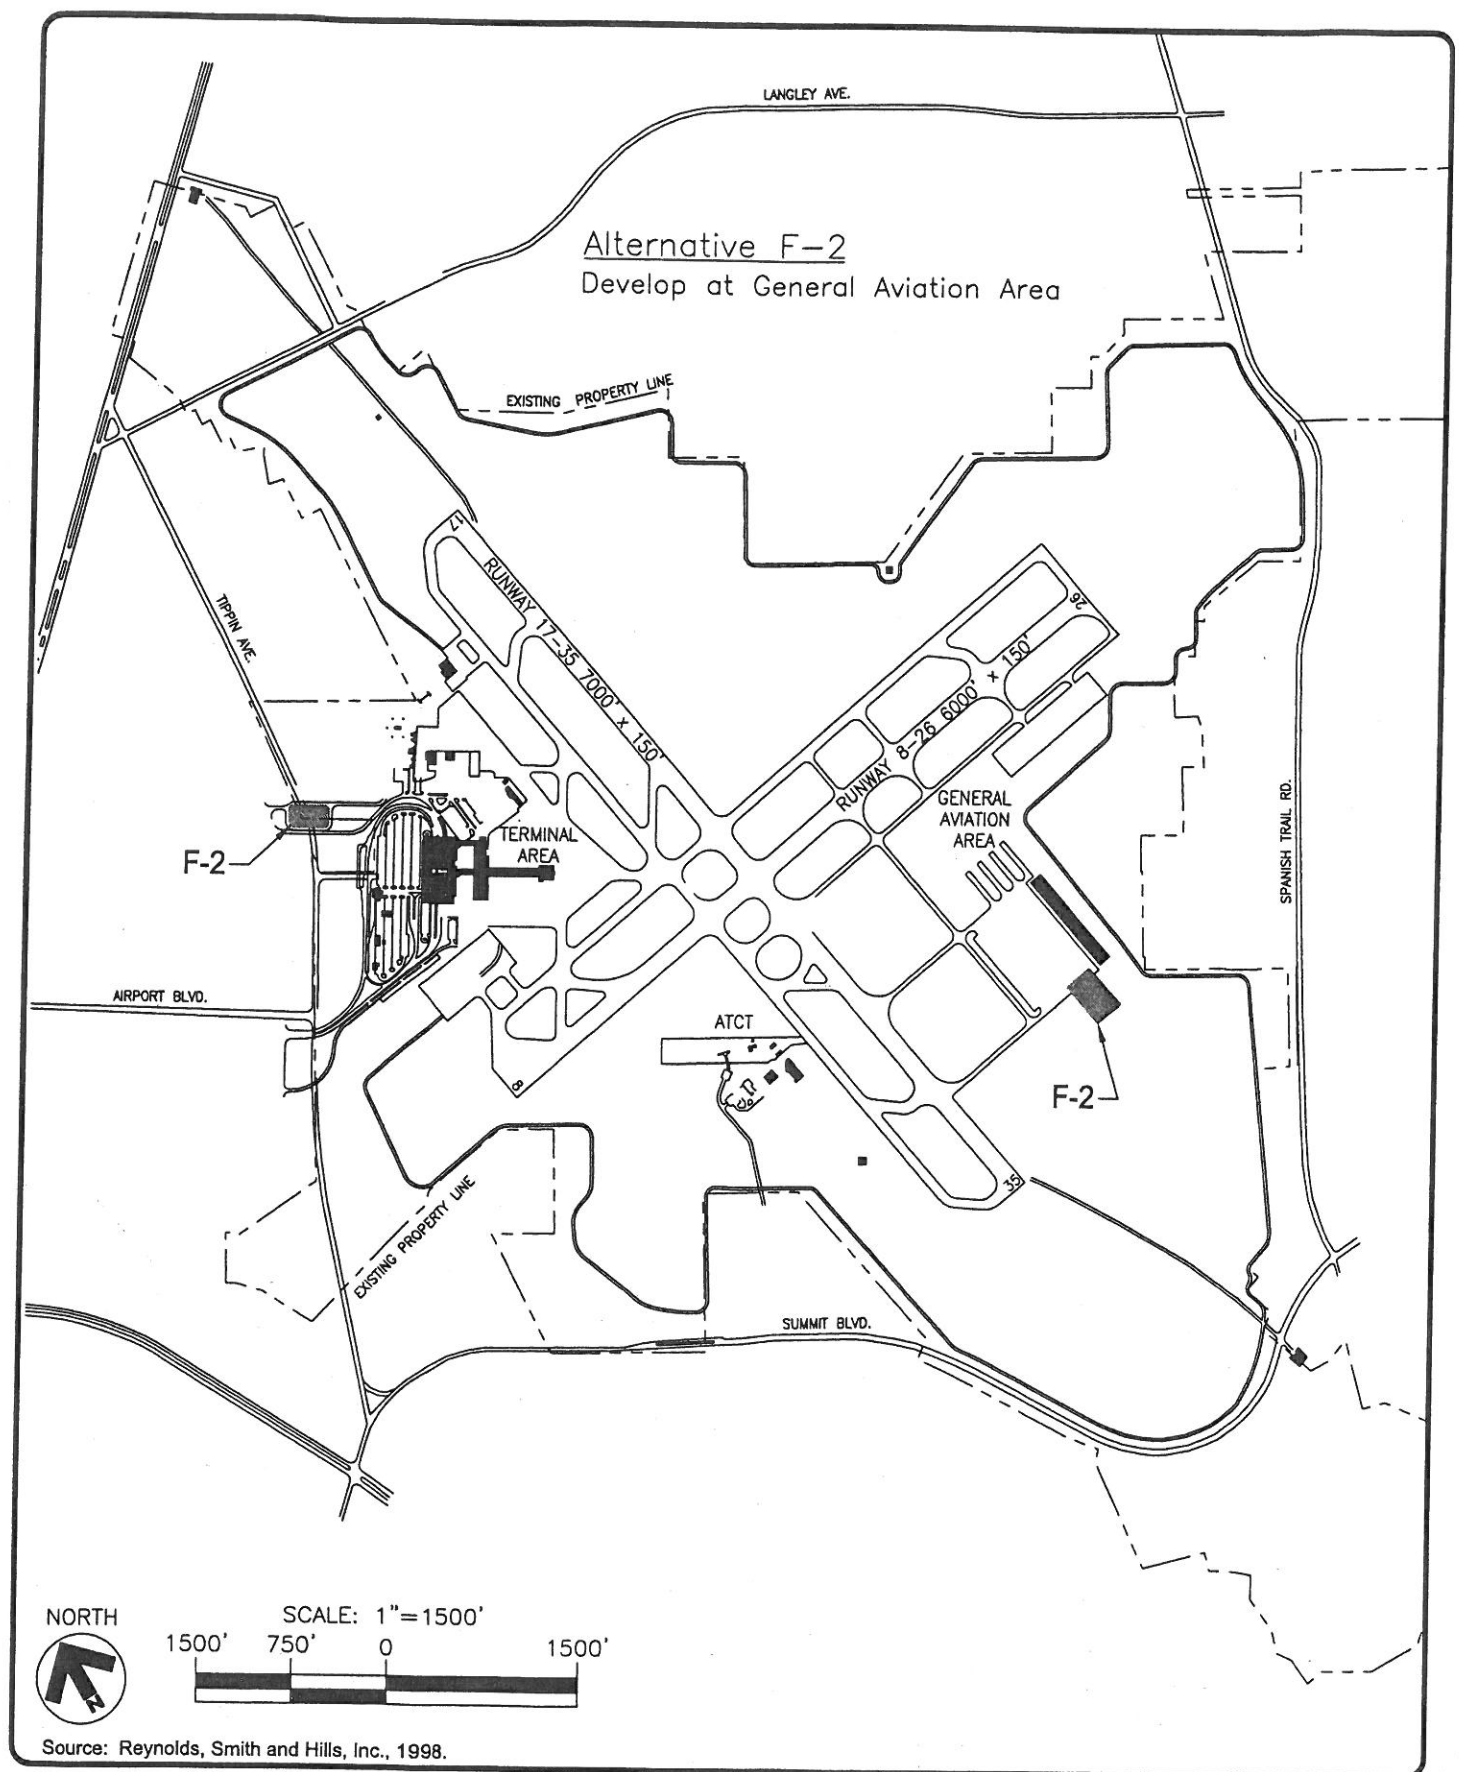 LANGLEY AVE.
Alternative F-2
Develop at General Aviation Area
EXISTING PROPERTY LINE
17
RUNWAY 17-35 7000' x 150'
26
RUNWAY 8-26 6000' + 150'
TIPPIN AVE.
GENERAL
AVIATION
AREA
SPANISH TRAIL RD.
TERMINAL
AREA
F-2
AIRPORT BLVD.
ATCT
8
F-2
35
EXISTING PROPERTY LINE
SUMMIT BLVD.
NORTH
N
SCALE: 1"=1500'
1500' 750' 0 1500'
Source: Reynolds, Smith and Hills, Inc., 1998.